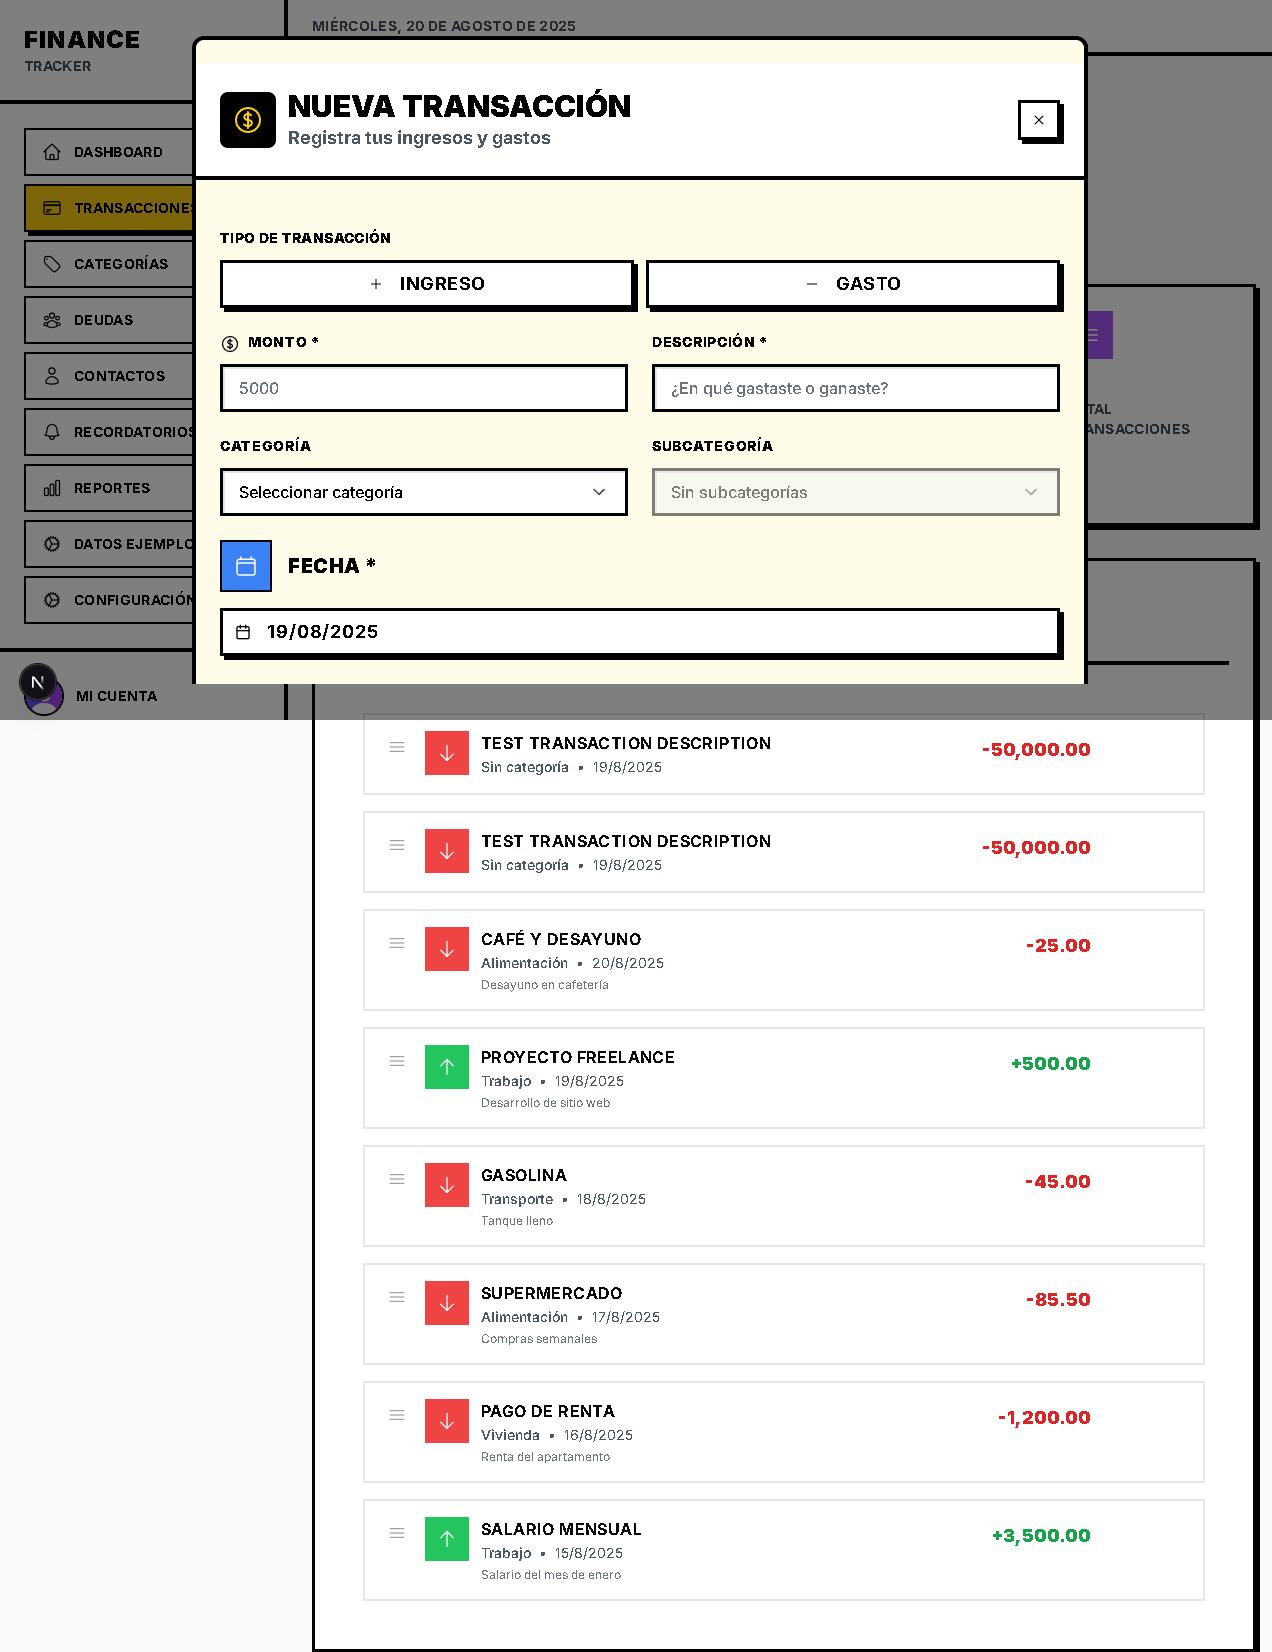 FINANCE
TRACKER
DASHBOARD
TRANSACCIONES
CATEGORÍAS
DEUDAS
CONTACTOS
RECORDATORIOS
REPORTES
DATOS EJEMPLO
CONFIGURACIÓN
N
MI CUENTA
MIÉRCOLES, 20 DE AGOSTO DE 2025
NUEVA TRANSACCIÓN
Registra tus ingresos y gastos
TIPO DE TRANSACCIÓN
+ INGRESO
− GASTO
MONTO *
DESCRIPCIÓN *
5000
¿En qué gastaste o ganaste?
CATEGORÍA
SUBCATEGORÍA
Seleccionar categoría
Sin subcategorías
FECHA *
19/08/2025
TAL
ANSACCIONES
TEST TRANSACTION DESCRIPTION
-50,000.00
Sin categoría • 19/8/2025
TEST TRANSACTION DESCRIPTION
-50,000.00
Sin categoría • 19/8/2025
CAFÉ Y DESAYUNO
-25.00
Alimentación • 20/8/2025
Desayuno en cafetería
PROYECTO FREELANCE
+500.00
Trabajo • 19/8/2025
Desarrollo de sitio web
GASOLINA
-45.00
Transporte • 18/8/2025
Tanque lleno
SUPERMERCADO
-85.50
Alimentación • 17/8/2025
Compras semanales
PAGO DE RENTA
-1,200.00
Vivienda • 16/8/2025
Renta del apartamento
SALARIO MENSUAL
+3,500.00
Trabajo • 15/8/2025
Salario del mes de enero